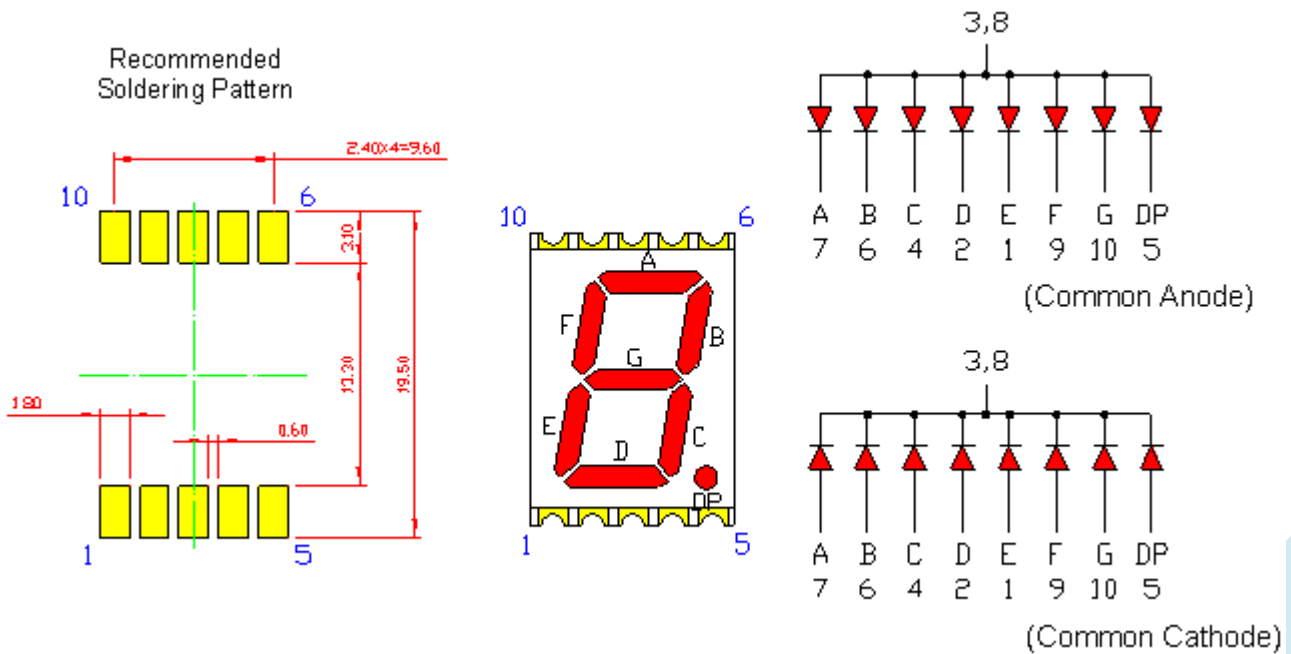 Recommended
Soldering Pattern
2.40X4=9.60
10
6
3.10
13.30
19.50
1.80
0.60
1
5
10
6
A
F
B
G
E
C
D
DP
1
5
3,8
A B C D E F G DP
7 6 4 2 1 9 10 5
(Common Anode)
3,8
A B C D E F G DP
7 6 4 2 1 9 10 5
(Common Cathode)